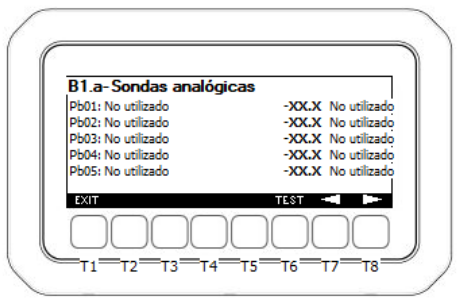 B1.a- Sondas analógicas
Pb01: No utilizado -XX.X No utilizado
Pb02: No utilizado -XX.X No utilizado
Pb03: No utilizado -XX.X No utilizado
Pb04: No utilizado -XX.X No utilizado
Pb05: No utilizado -XX.X No utilizado
EXIT TEST
T1 T2 T3 T4 T5 T6 T7 T8